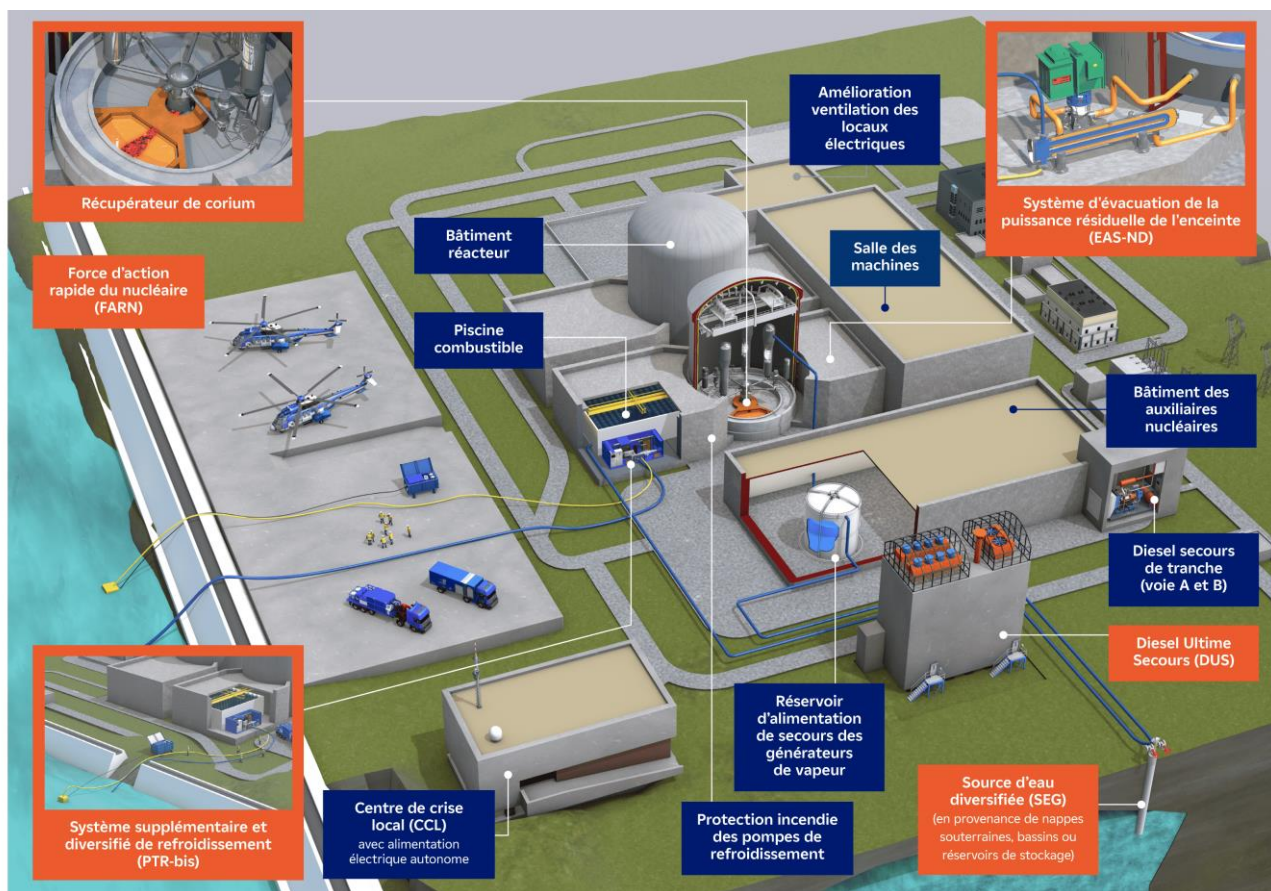 Récupérateur de corium
Force d'action
rapide du nucléaire
(FARN)
Bâtiment
réacteur
Piscine
combustible
Amélioration
ventilation des
locaux
électriques
Salle des
machines
Système d'évacuation de la
puissance résiduelle de l'enceinte
(EAS-ND)
Bâtiment des
auxiliaires
nucléaires
Diesel secours
de tranche
(voie A et B)
Diesel Ultime
Secours (DUS)
Source d'eau
diversifiée (SEG)
(en provenance de nappes
souterraines, bassins ou
réservoirs de stockage)
Réservoir
d'alimentation
de secours des
générateurs
de vapeur
Protection incendie
des pompes de
refroidissement
Centre de crise
local (CCL)
avec alimentation
électrique autonome
Système supplémentaire et
diversifié de refroidissement
(PTR-bis)